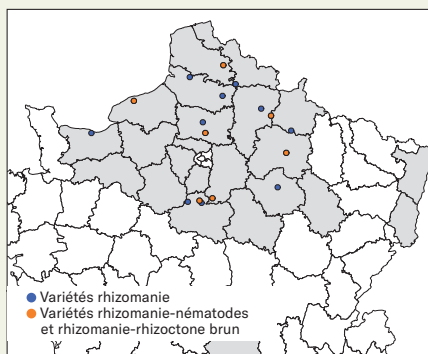 Variétés rhizomanie
Variétés rhizomanie-nématodes
et rhizomanie-rhizoctone brun